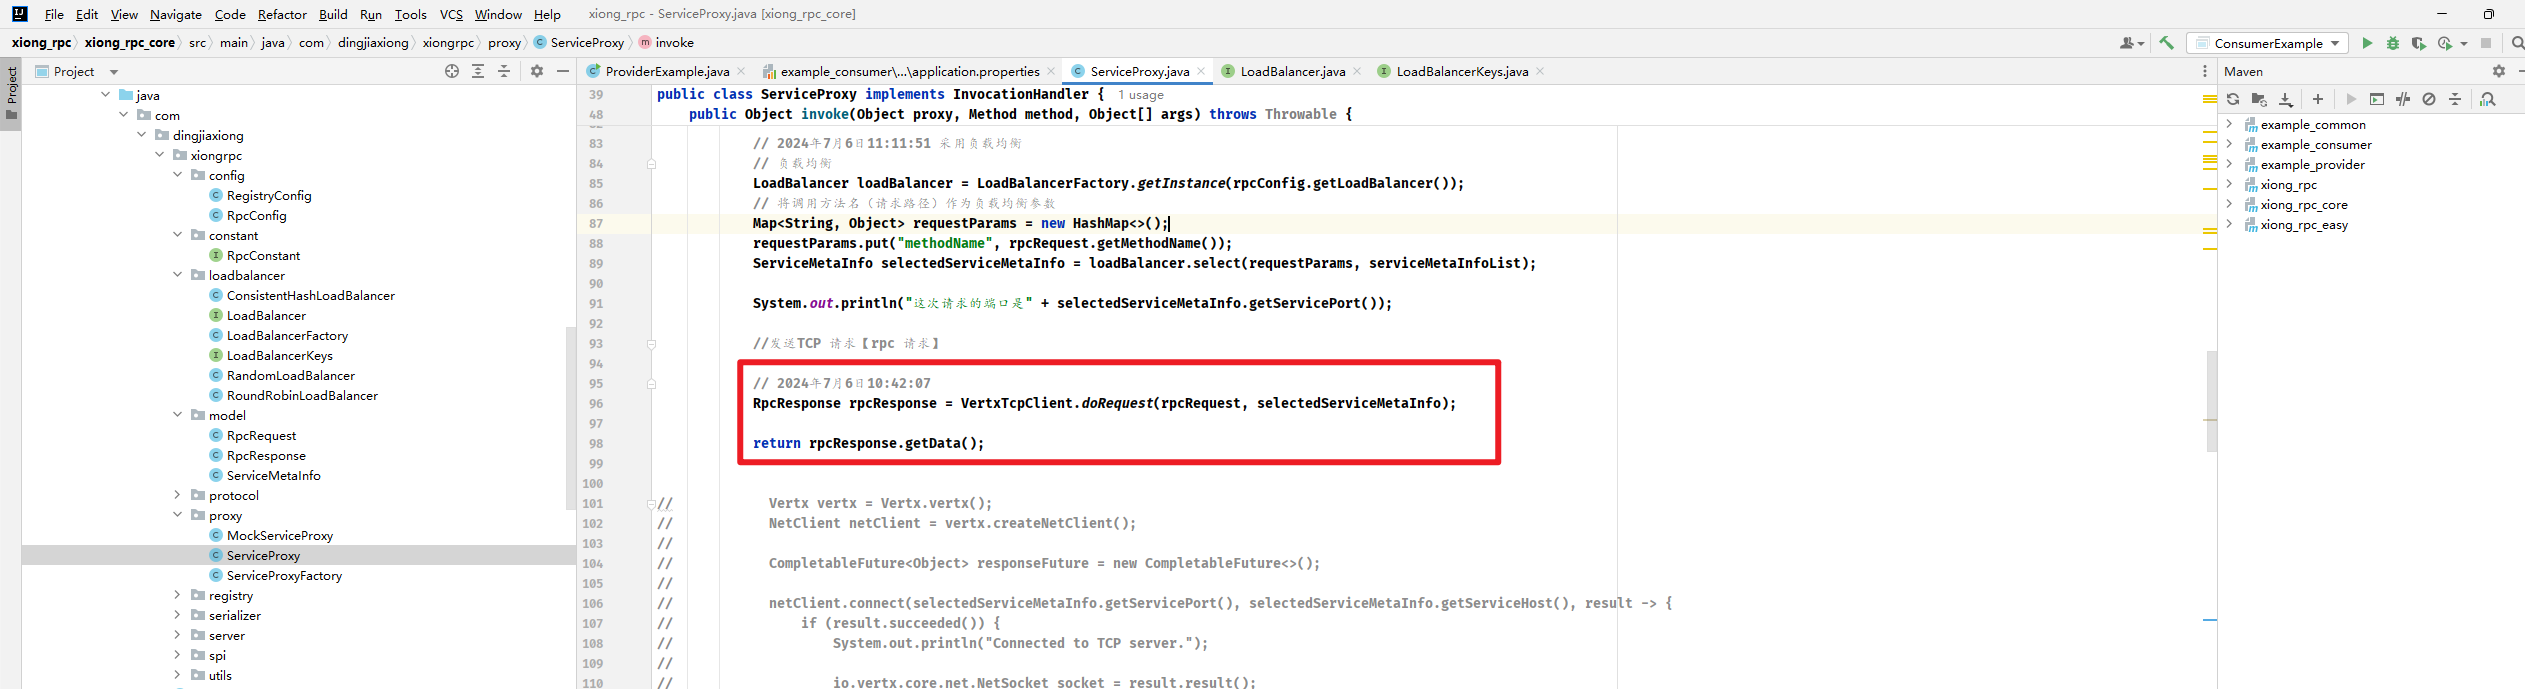 File Edit View Navigate Code Refactor Build Run Tools VCS Window Help xiong_rpc - ServiceProxy.java [xiong_rpc_core]
xiong_rpc xiong_rpc_core src main java com dingjiaxiong xiongrpc proxy ServiceProxy invoke ConsumerExample
Project
Project
java
com
dingjiaxiong
xiongrpc
config
RegistryConfig
RpcConfig
constant
RpcConstant
loadbalancer
ConsistentHashLoadBalancer
LoadBalancer
LoadBalancerFactory
LoadBalancerKeys
RandomLoadBalancer
RoundRobinLoadBalancer
model
RpcRequest
RpcResponse
ServiceMetaInfo
protocol
proxy
MockServiceProxy
ServiceProxy
ServiceProxyFactory
registry
serializer
server
spi
utils
ProviderExample.java example_consumer\...\application.properties ServiceProxy.java LoadBalancer.java LoadBalancerKeys.java
39 public class ServiceProxy implements InvocationHandler { 1 usage
48 public Object invoke(Object proxy, Method method, Object[] args) throws Throwable {
83 // 2024年7月6日11:11:51 采用负载均衡
84 // 负载均衡
85 LoadBalancer loadBalancer = LoadBalancerFactory.getInstance(rpcConfig.getLoadBalancer());
86 // 将调用方法名（请求路径）作为负载均衡参数
87 Map<String, Object> requestParams = new HashMap<>();
88 requestParams.put("methodName", rpcRequest.getMethodName());
89 ServiceMetaInfo selectedServiceMetaInfo = loadBalancer.select(requestParams, serviceMetaInfoList);
90
91 System.out.println("这次请求的端口是" + selectedServiceMetaInfo.getServicePort());
92
93 //发送TCP 请求【rpc 请求】
94
95 // 2024年7月6日10:42:07
96 RpcResponse rpcResponse = VertxTcpClient.doRequest(rpcRequest, selectedServiceMetaInfo);
97
98 return rpcResponse.getData();
99
100
101 // Vertx vertx = Vertx.vertx();
102 // NetClient netClient = vertx.createNetClient();
103 //
104 // CompletableFuture<Object> responseFuture = new CompletableFuture<>();
105 //
106 // netClient.connect(selectedServiceMetaInfo.getServicePort(), selectedServiceMetaInfo.getServiceHost(), result -> {
107 // if (result.succeeded()) {
108 // System.out.println("Connected to TCP server.");
109 //
110 // io.vertx.core.net.NetSocket socket = result.result();
Maven
example_common
example_consumer
example_provider
xiong_rpc
xiong_rpc_core
xiong_rpc_easy